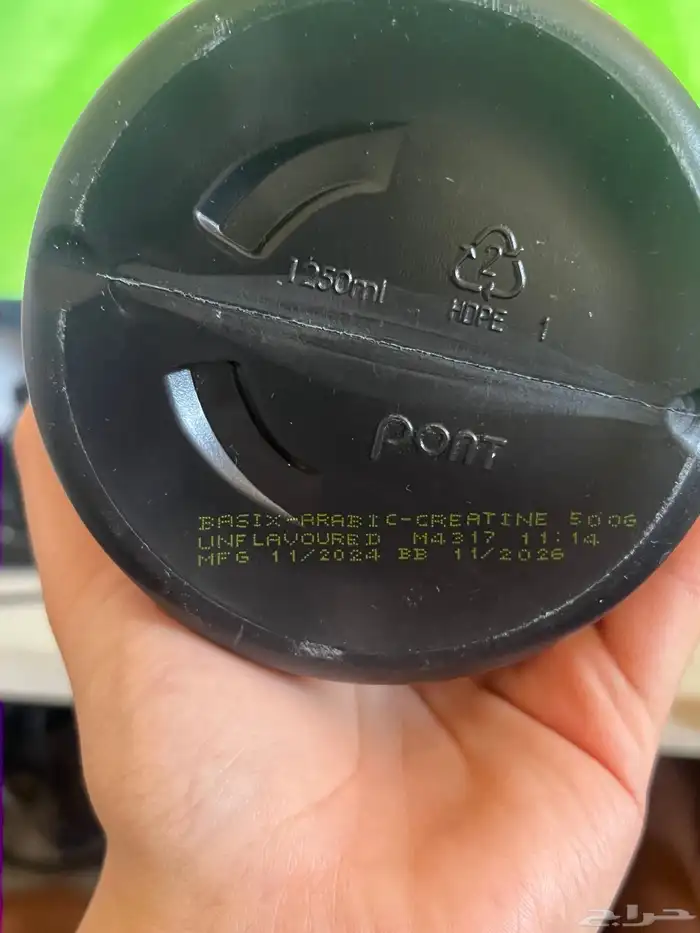 1250ml
2
HDPE 1
PONT
BASIX-ARABIC-CREATINE 500G
UNFLAVOURED M4317 11:14
MFG 11/2024 BB 11/2026
حراج